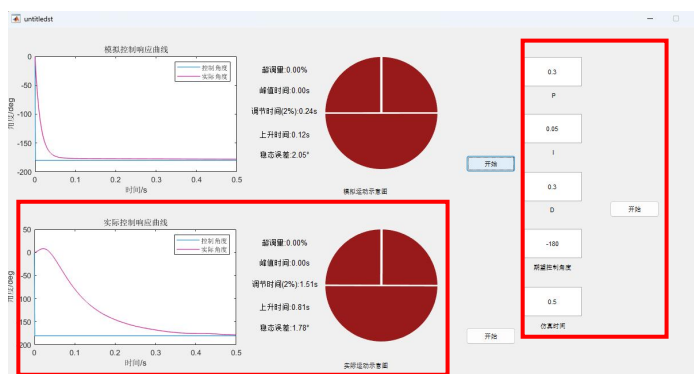 untitledst
模拟控制响应曲线
0
-50
-100
-150
-200
角度/deg
0 0.1 0.2 0.3 0.4 0.5
时间/s
控制角度
实际角度
超调量:0.00%
峰值时间:0.00s
调节时间(2%):0.24s
上升时间:0.12s
稳态误差:2.05°
模拟运动示意图
开始
实际控制响应曲线
50
0
-50
100
150
200
角度/deg
0 0.1 0.2 0.3 0.4 0.5
时间/s
控制角度
实际角度
超调量:0.00%
峰值时间:0.00s
调节时间(2%):1.51s
上升时间:0.81s
稳态误差:1.78°
实际运动示意图
开始
0.3
P
0.05
I
0.3
D
-180
期望控制角度
0.5
仿真时间
开始